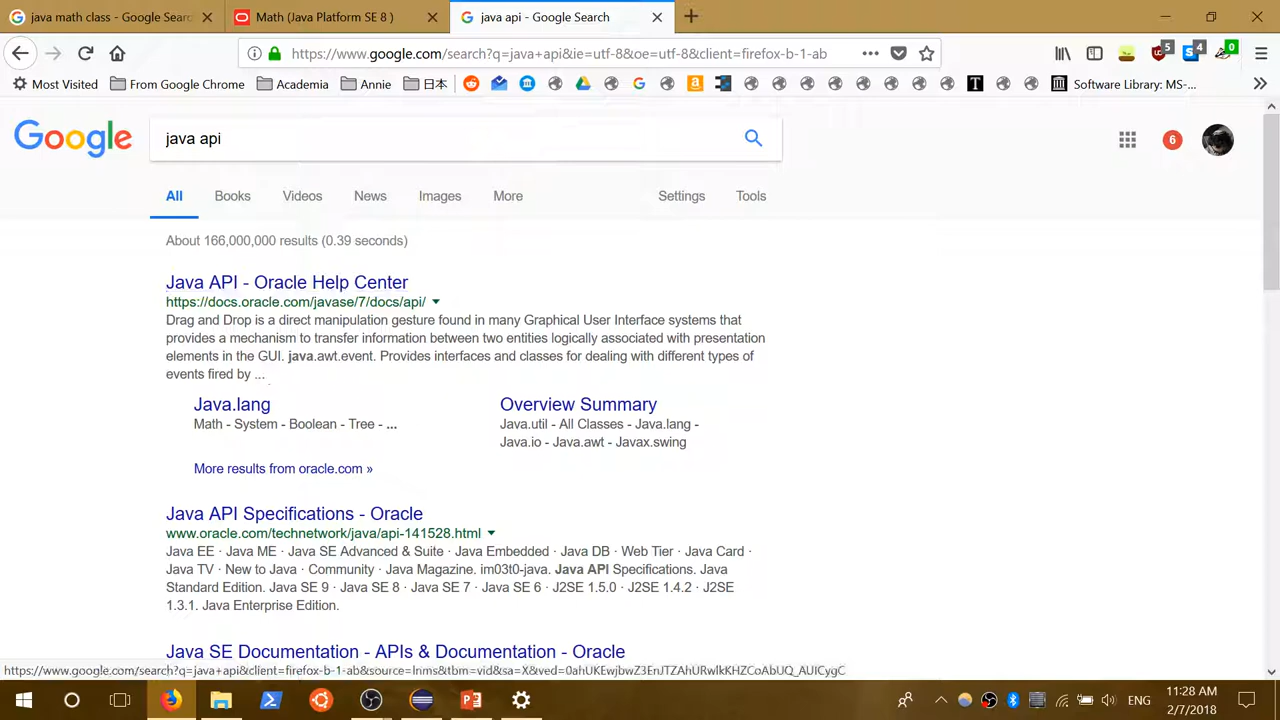 java math class - Google Sear
Math (Java Platform SE 8 )
java api - Google Search
https://www.google.com/search?q=java+api&ie=utf-8&oe=utf-8&client=firefox-b-1-ab
5
4
0
Most Visited
From Google Chrome
Academia
Annie
日本
Software Library: MS-...
Google
java api
6
All
Books
Videos
News
Images
More
Settings
Tools
About 166,000,000 results (0.39 seconds)
Java API - Oracle Help Center
https://docs.oracle.com/javase/7/docs/api/
Drag and Drop is a direct manipulation gesture found in many Graphical User Interface systems that
provides a mechanism to transfer information between two entities logically associated with presentation
elements in the GUI. java.awt.event. Provides interfaces and classes for dealing with different types of
events fired by ...
Java.lang
Math - System - Boolean - Tree - ...
Overview Summary
Java.util - All Classes - Java.lang -
Java.io - Java.awt - Javax.swing
More results from oracle.com »
Java API Specifications - Oracle
www.oracle.com/technetwork/java/api-141528.html
Java EE · Java ME · Java SE Advanced & Suite · Java Embedded · Java DB · Web Tier · Java Card ·
Java TV · New to Java · Community · Java Magazine. im03t0-java. Java API Specifications. Java
Standard Edition. Java SE 9 · Java SE 8 · Java SE 7 · Java SE 6 · J2SE 1.5.0 · J2SE 1.4.2 · J2SE
1.3.1. Java Enterprise Edition.
Java SE Documentation - APIs & Documentation - Oracle
ENG
11:28 AM
2/7/2018